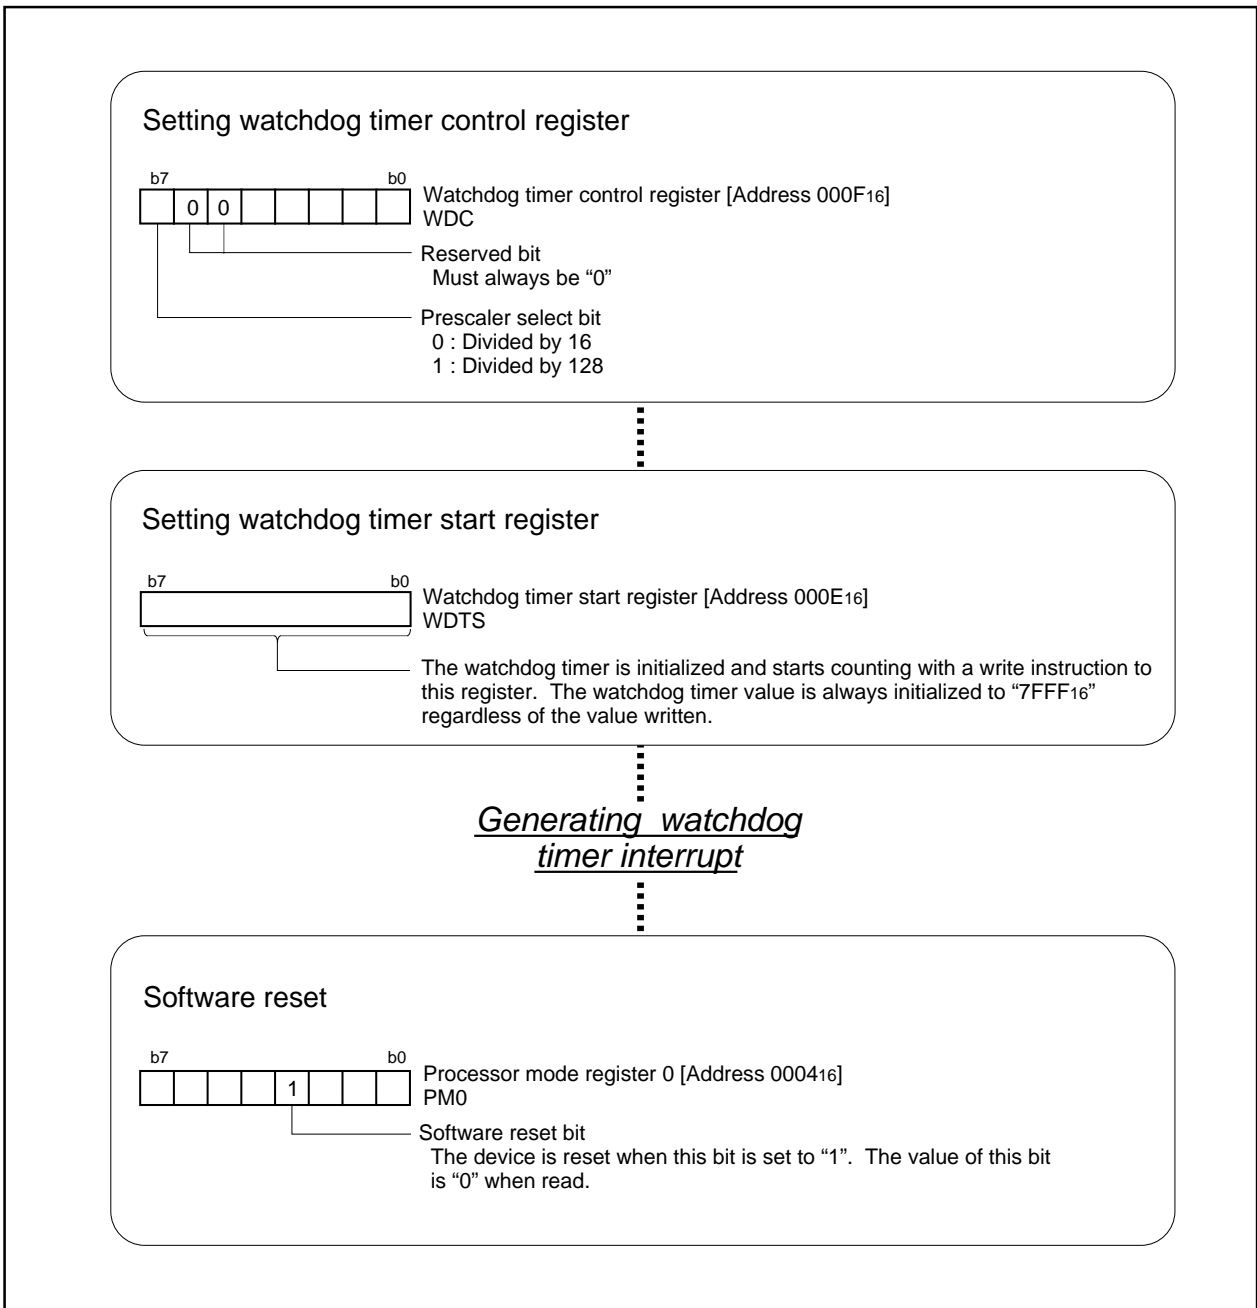 Setting watchdog timer control register
b7 b0
0 0
Watchdog timer control register [Address 000F16]
WDC
Reserved bit
Must always be “0”
Prescaler select bit
0 : Divided by 16
1 : Divided by 128
Setting watchdog timer start register
b7 b0
Watchdog timer start register [Address 000E16]
WDTS
The watchdog timer is initialized and starts counting with a write instruction to
this register. The watchdog timer value is always initialized to “7FFF16”
regardless of the value written.
Generating watchdog
timer interrupt
Software reset
b7 b0
1
Processor mode register 0 [Address 000416]
PM0
Software reset bit
The device is reset when this bit is set to “1”. The value of this bit
is “0” when read.